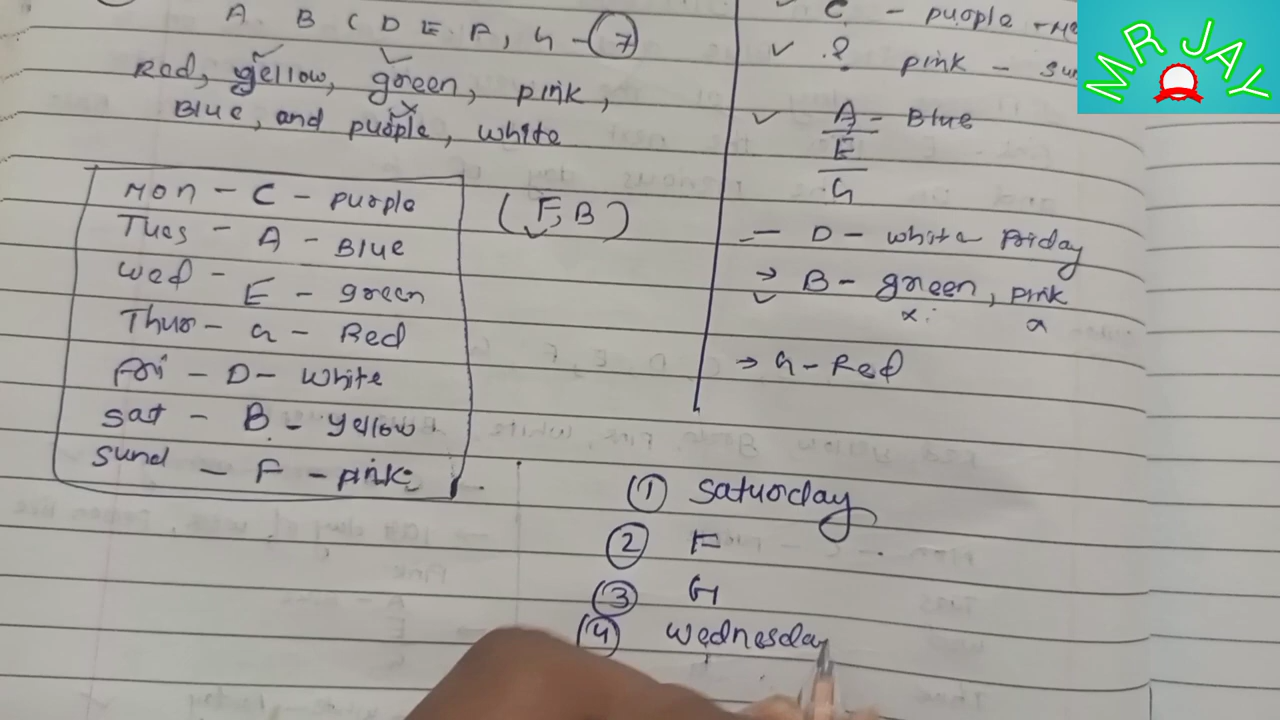 A B C D E F, G - 7
Red, yellow, green, pink,
Blue, and purple, white
Mon - C - purple
Tues - A - Blue
Wed - E - green
Thur - G - Red
Fri - D - White
Sat - B - yellow
Sund - F - pink
(F, B)
C - purple
? pink - sun
A - Blue
E
G
D - white Friday
B - green, pink
x x
G - Red
① Saturday
② F
③ G
④ Wednesday
MR JAY